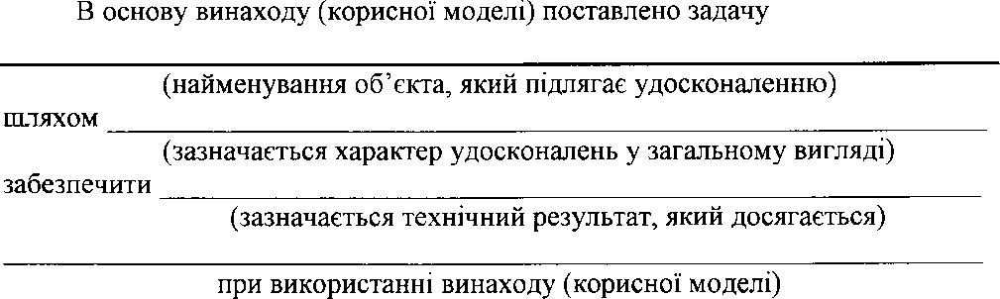 В основу винаходу (корисної моделі) поставлено задачу
(найменування об’єкта, який підлягає удосконаленню)
шляхом
(зазначається характер удосконалень у загальному вигляді)
забезпечити
(зазначається технічний результат, який досягається)
при використанні винаходу (корисної моделі)